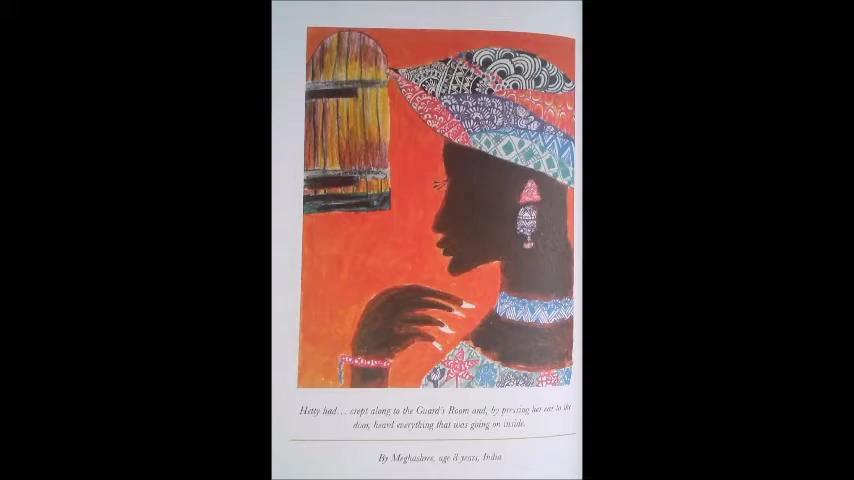 Hetty had... crept along to the Guard's Room and, by pressing her ear to the
door, heard everything that was going on inside.
By Meghashree, age 8 years, India